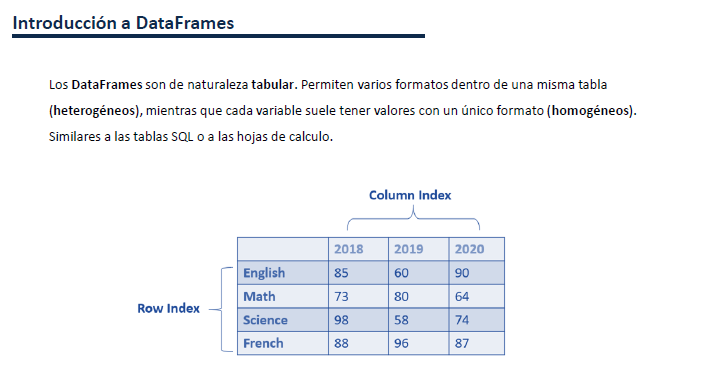 Introducción a DataFrames
Los DataFrames son de naturaleza tabular. Permiten varios formatos dentro de una misma tabla
(heterogéneos), mientras que cada variable suele tener valores con un único formato (homogéneos).
Similares a las tablas SQL o a las hojas de calculo.
Column Index
2018 2019 2020
English 85 60 90
Math 73 80 64
Row Index
Science 98 58 74
French 88 96 87